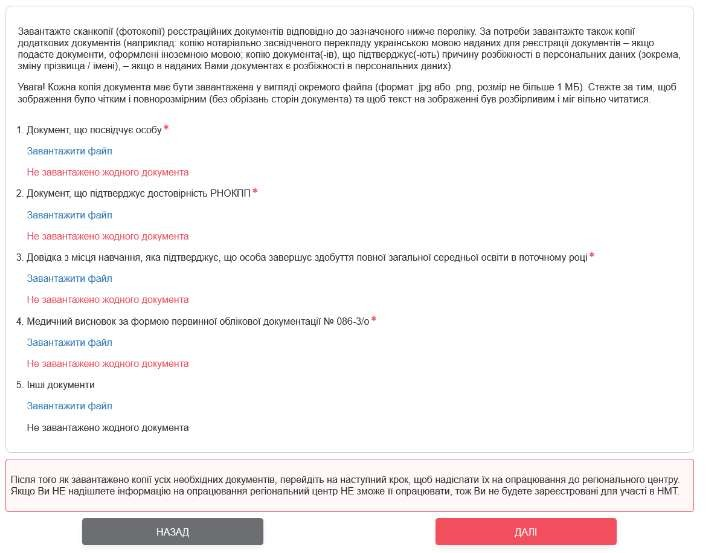 Завантажте сканкопії (фотокопії) реєстраційних документів відповідно до зазначеного нижче переліку. За потреби завантажте також копії
додаткових документів (наприклад: копію нотаріально засвідченого перекладу українською мовою наданих для реєстрації документів – якщо
подаєте документи, оформлені іноземною мовою; копію документа(-ів), що підтверджує(-ють) причину розбіжності в персональних даних (зокрема,
зміну прізвища / імені), – якщо в наданих Вами документах є розбіжності в персональних даних).
Увага! Кожна копія документа має бути завантажена у вигляді окремого файла (формат .jpg або .png, розмір не більше 1 МБ). Стежте за тим, щоб
зображення було чітким і повнорозмірним (без обрізань сторін документа) та щоб текст на зображенні був розбірливим і міг вільно читатися.
1. Документ, що посвідчує особу *
Завантажити файл
Не завантажено жодного документа
2. Документ, що підтверджує достовірність РНОКПП *
Завантажити файл
Не завантажено жодного документа
3. Довідка з місця навчання, яка підтверджує, що особа завершує здобуття повної загальної середньої освіти в поточному році *
Завантажити файл
Не завантажено жодного документа
4. Медичний висновок за формою первинної облікової документації № 086-3/о *
Завантажити файл
Не завантажено жодного документа
5. Інші документи
Завантажити файл
Не завантажено жодного документа
Після того як завантажено копії усіх необхідних документів, перейдіть на наступний крок, щоб надіслати їх на опрацювання до регіонального центру.
Якщо Ви НЕ надішлете інформацію на опрацювання регіональний центр НЕ зможе її опрацювати, тож Ви не будете зареєстровані для участі в НМТ.
НАЗАД
ДАЛІ